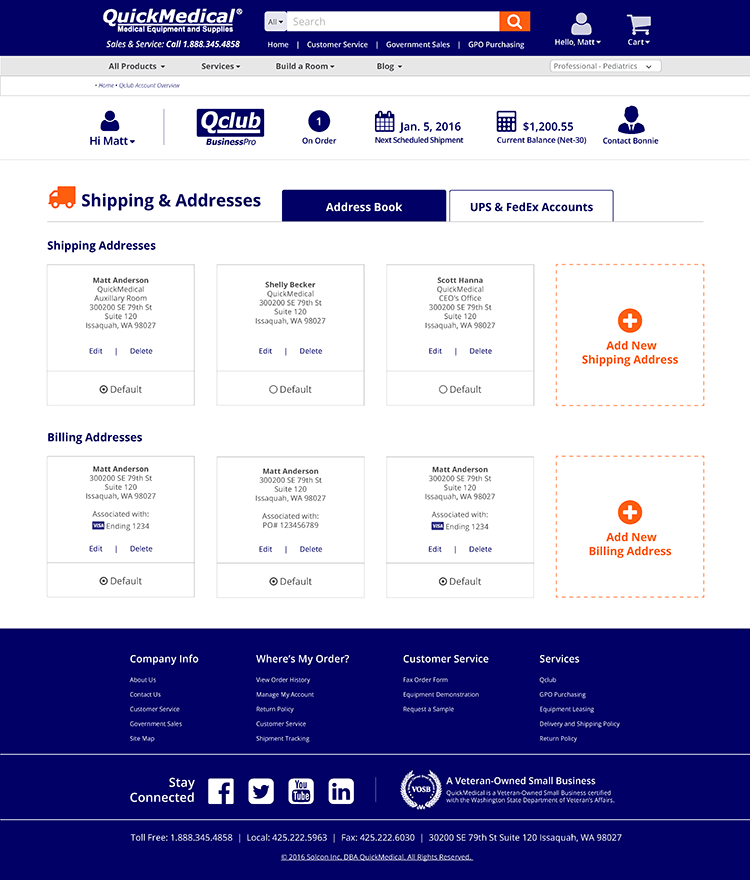 QuickMedical®
Medical Equipment and Supplies
Sales & Service: Call 1.888.345.4858
All
Search
Home | Customer Service | Government Sales | GPO Purchasing
Hello, Matt
Cart
All Products
Services
Build a Room
Blog
Professional - Pediatrics
• Home • Qclub Account Overview
Hi Matt
Qclub
BusinessPro
1
On Order
Jan. 5, 2016
Next Scheduled Shipment
$1,200.55
Current Balance (Net-30)
Contact Bonnie
Shipping & Addresses
Address Book
UPS & FedEx Accounts
Shipping Addresses
Matt Anderson
QuickMedical
Auxillary Room
300200 SE 79th St
Suite 120
Issaquah, WA 98027
Edit | Delete
Default
Shelly Becker
QuickMedical
300200 SE 79th St
Suite 120
Issaquah, WA 98027
Edit | Delete
Default
Scott Hanna
QuickMedical
CEO's Office
300200 SE 79th St
Suite 120
Issaquah, WA 98027
Edit | Delete
Default
Add New
Shipping Address
Billing Addresses
Matt Anderson
300200 SE 79th St
Suite 120
Issaquah, WA 98027
Associated with:
VISA Ending 1234
Edit | Delete
Default
Matt Anderson
300200 SE 79th St
Suite 120
Issaquah, WA 98027
Associated with:
PO# 123456789
Edit | Delete
Default
Matt Anderson
300200 SE 79th St
Suite 120
Issaquah, WA 98027
Associated with:
VISA Ending 1234
Edit | Delete
Default
Add New
Billing Address
Company Info
About Us
Contact Us
Customer Service
Government Sales
Site Map
Where's My Order?
View Order History
Manage My Account
Return Policy
Customer Service
Shipment Tracking
Customer Service
Fax Order Form
Equipment Demonstration
Request a Sample
Services
Qclub
GPO Purchasing
Equipment Leasing
Delivery and Shipping Policy
Return Policy
Stay
Connected
You
Tube
in
VOSB
A Veteran-Owned Small Business
QuickMedical is a Veteran-Owned Small Business certified
with the Washington State Department of Veteran's Affairs.
Toll Free: 1.888.345.4858 | Local: 425.222.5963 | Fax: 425.222.6030 | 30200 SE 79th St Suite 120 Issaquah, WA 98027
© 2016 Solcon Inc. DBA QuickMedical. All Rights Reserved.